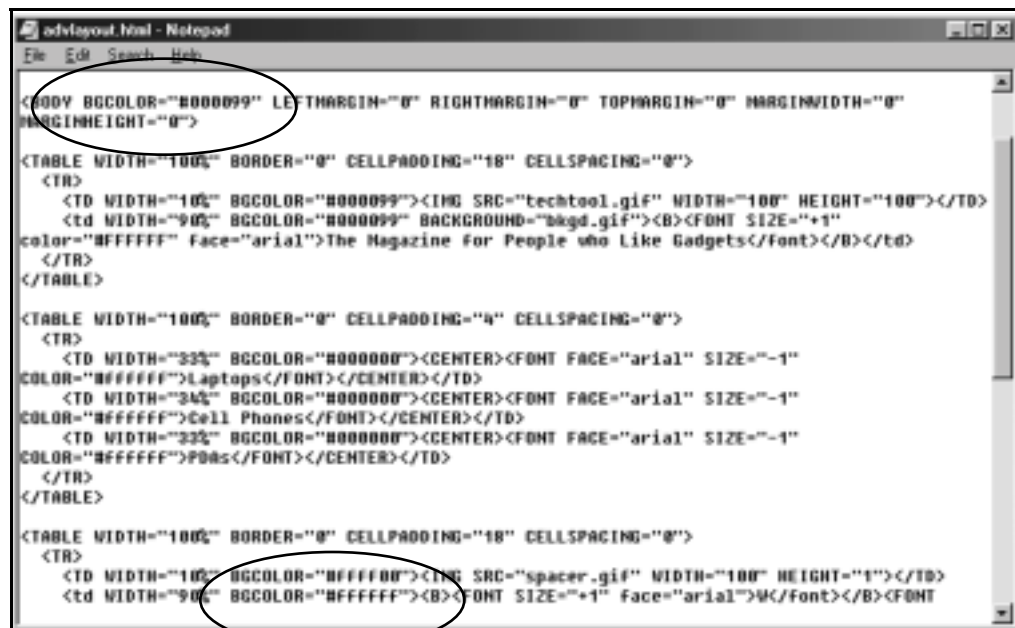 advlayout.html - Notepad
File Edit Search Help
<BODY BGCOLOR="#000099" LEFTMARGIN="0" RIGHTMARGIN="0" TOPMARGIN="0" MARGINWIDTH="0"
MARGINHEIGHT="0">
<TABLE WIDTH="100%" BORDER="0" CELLPADDING="18" CELLSPACING="0">
<TR>
<TD WIDTH="10%" BGCOLOR="#000099"><IMG SRC="techtool.gif" WIDTH="100" HEIGHT="100"></TD>
<td WIDTH="90%" BGCOLOR="#000099" BACKGROUND="bkgd.gif"><B><FONT SIZE="+1"
color="#FFFFFF" face="arial">The Magazine for People who Like Gadgets</font></B></td>
</TR>
</TABLE>
<TABLE WIDTH="100%" BORDER="0" CELLPADDING="4" CELLSPACING="0">
<TR>
<TD WIDTH="33%" BGCOLOR="#000000"><CENTER><FONT FACE="arial" SIZE="-1"
COLOR="#ffffff">Laptops</FONT></CENTER></TD>
<TD WIDTH="34%" BGCOLOR="#000000"><CENTER><FONT FACE="arial" SIZE="-1"
COLOR="#ffffff">Cell Phones</FONT></CENTER></TD>
<TD WIDTH="33%" BGCOLOR="#000000"><CENTER><FONT FACE="arial" SIZE="-1"
COLOR="#ffffff">PDAs</FONT></CENTER></TD>
</TR>
</TABLE>
<TABLE WIDTH="100%" BORDER="0" CELLPADDING="18" CELLSPACING="0">
<TR>
<TD WIDTH="10%" BGCOLOR="#FFFF00"><IMG SRC="spacer.gif" WIDTH="100" HEIGHT="1"></TD>
<td WIDTH="90%" BGCOLOR="#FFFFFF"><B><FONT SIZE="+1" face="arial">W</font></B><FONT